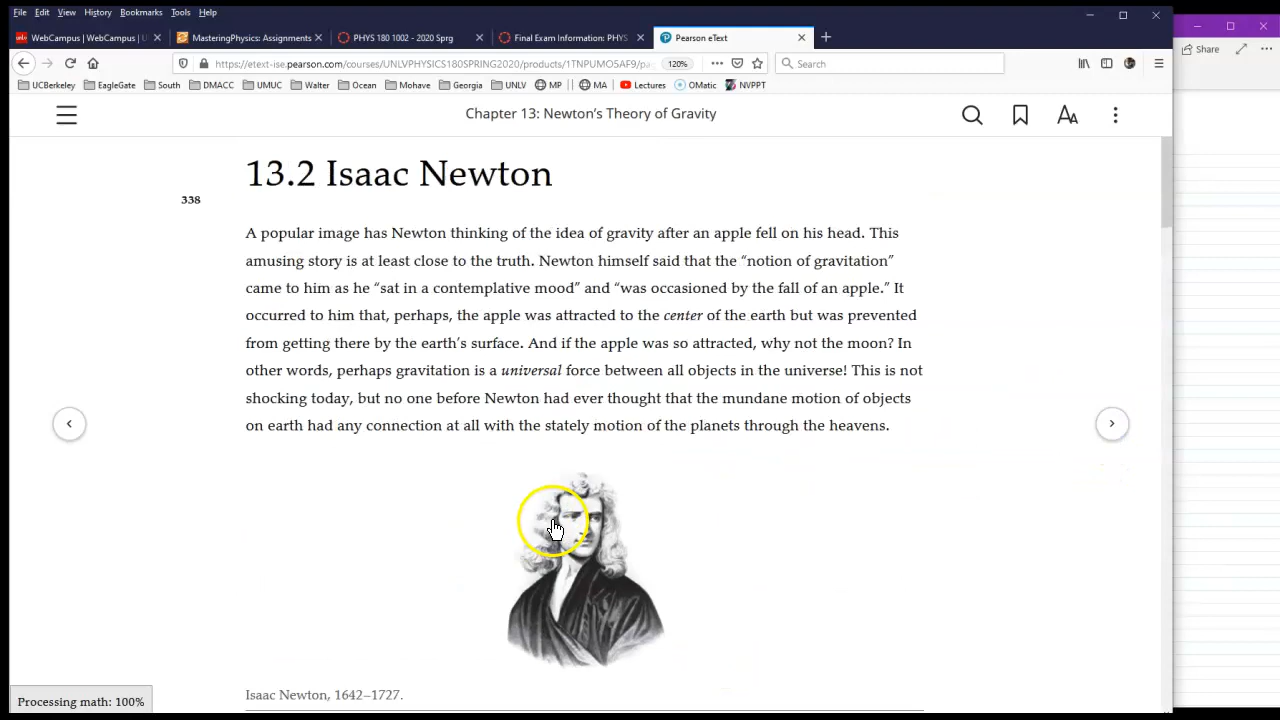 File Edit View History Bookmarks Tools Help
WebCampus | WebCampus | U
MasteringPhysics: Assignments
PHYS 180 1002 - 2020 Sprg
Final Exam Information: PHYS
Pearson eText
https://etext-ise.pearson.com/courses/UNLVPHYSICS180SPRING2020/products/1TNPUMO5AF9/pa
120%
Search
Share
UCBerkeley EagleGate South DMACC UMUC Walter Ocean Mohave Georgia UNLV MP MA Lectures OMatic NVPPT
Chapter 13: Newton's Theory of Gravity
13.2 Isaac Newton
338
A popular image has Newton thinking of the idea of gravity after an apple fell on his head. This
amusing story is at least close to the truth. Newton himself said that the “notion of gravitation”
came to him as he “sat in a contemplative mood” and “was occasioned by the fall of an apple.” It
occurred to him that, perhaps, the apple was attracted to the center of the earth but was prevented
from getting there by the earth’s surface. And if the apple was so attracted, why not the moon? In
other words, perhaps gravitation is a universal force between all objects in the universe! This is not
shocking today, but no one before Newton had ever thought that the mundane motion of objects
on earth had any connection at all with the stately motion of the planets through the heavens.
Isaac Newton, 1642–1727.
Processing math: 100%